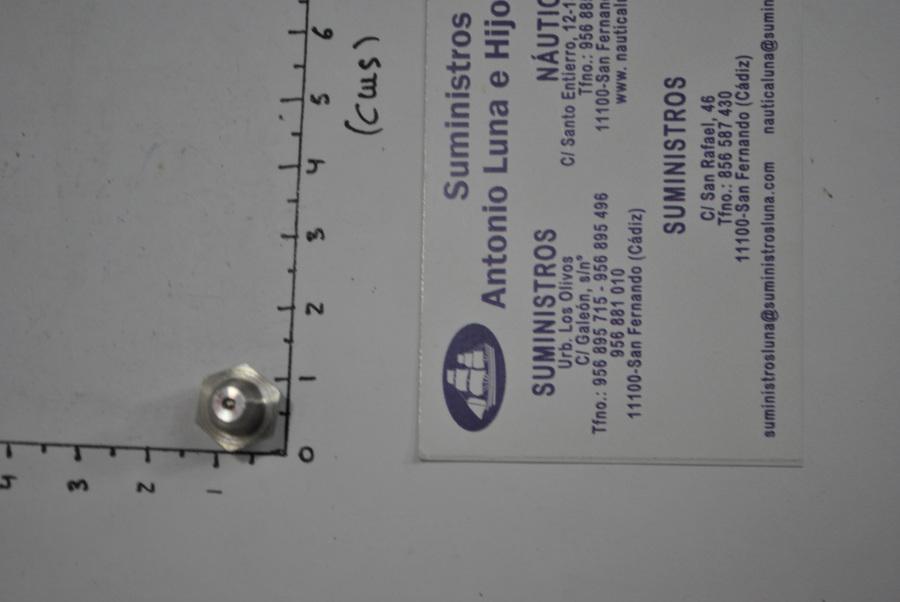 Suministros
Antonio Luna e Hijo
SUMINISTROS
Urb. Los Olivos
C/ Galeón, s/nº
Tfno.: 956 895 715 - 956 895 496
956 881 010
11100-San Fernando (Cádiz)
NÁUTIC
C/ Santo Entierro, 12-1
Tfno.: 956 88
11100-San Fernan
www. nautical
SUMINISTROS
C/ San Rafael, 46
Tfno.: 856 587 430
11100-San Fernando (Cádiz)
suministrosluna@suministrosluna.com nauticaluna@sumin
0 1 2 3 4 5 6
(cms)
1 2 3 4